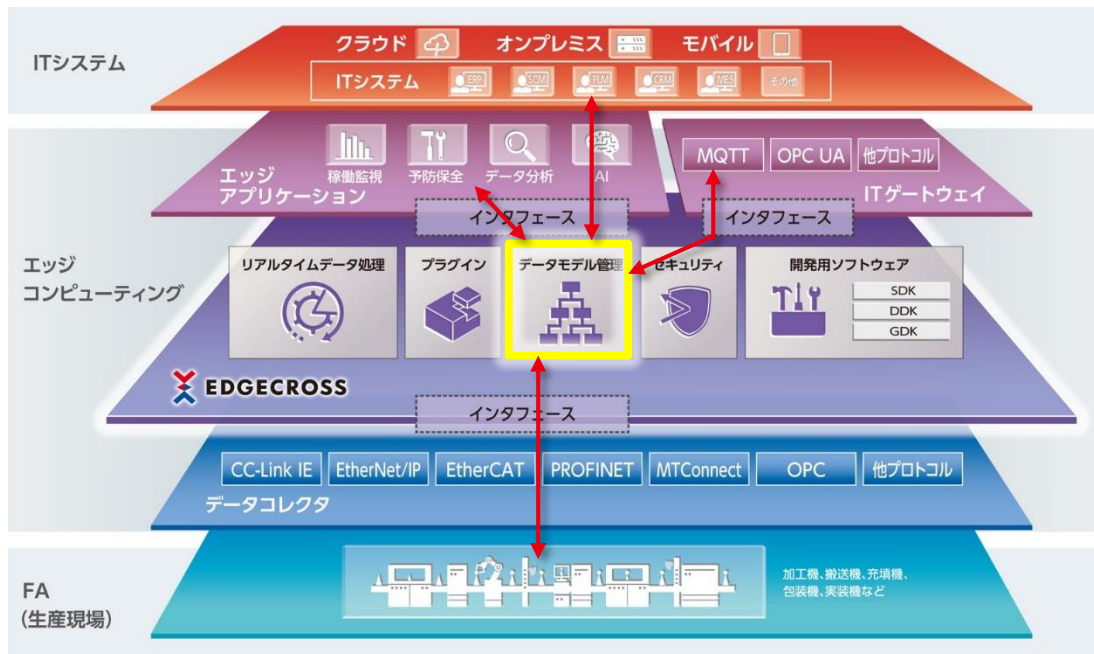 ITシステム
クラウド
オンプレミス
モバイル
ITシステム
ERP
SCM
PLM
CRM
MES
その他
エッジ
コンピューティング
エッジ
アプリケーション
稼働監視
予防保全
データ分析
AI
MQTT
OPC UA
他プロトコル
ITゲートウェイ
インタフェース
インタフェース
リアルタイムデータ処理
プラグイン
データモデル管理
セキュリティ
開発用ソフトウェア
SDK
DDK
GDK
EDGECROSS
インタフェース
CC-Link IE
EtherNet/IP
EtherCAT
PROFINET
MTConnect
OPC
他プロトコル
データコレクタ
FA
(生産現場)
加工機、搬送機、充填機、
包装機、実装機など